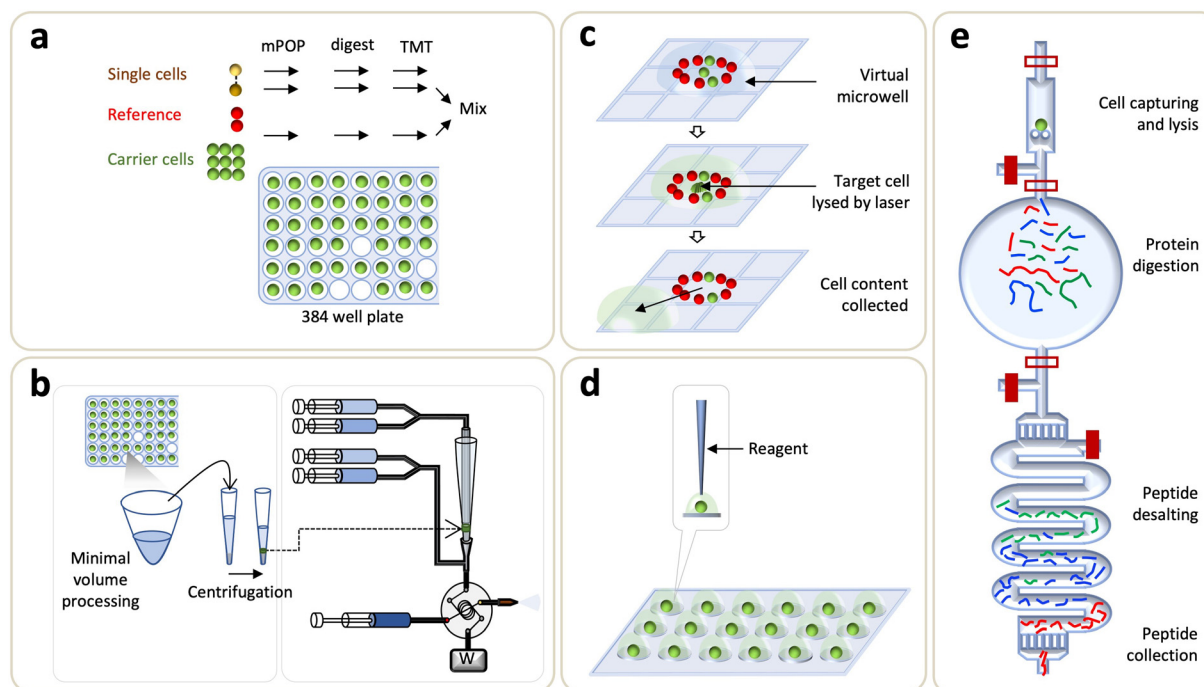 a
mPOP digest TMT
Single cells
Reference
Mix
Carrier cells
384 well plate
b
Minimal
volume
processing
Centrifugation
W
c
Virtual
microwell
Target cell
lysed by laser
Cell content
collected
d
Reagent
e
Cell capturing
and lysis
Protein
digestion
Peptide
desalting
Peptide
collection